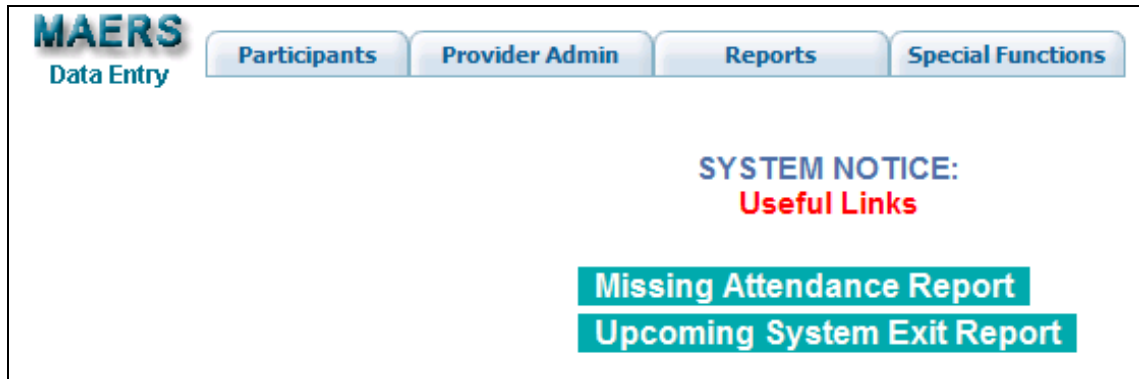 MAERS
Data Entry
Participants
Provider Admin
Reports
Special Functions
SYSTEM NOTICE:
Useful Links
Missing Attendance Report
Upcoming System Exit Report